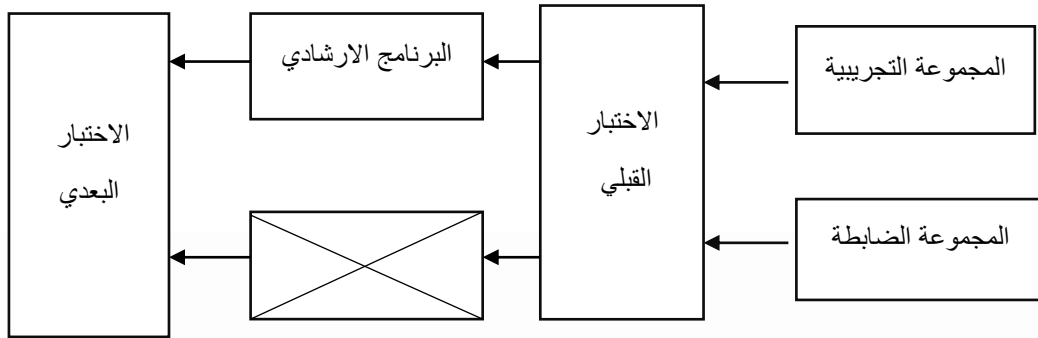 المجموعة التجريبية
المجموعة الضابطة
الاختبار
القبلي
البرنامج الارشادي
الاختبار
البعدي